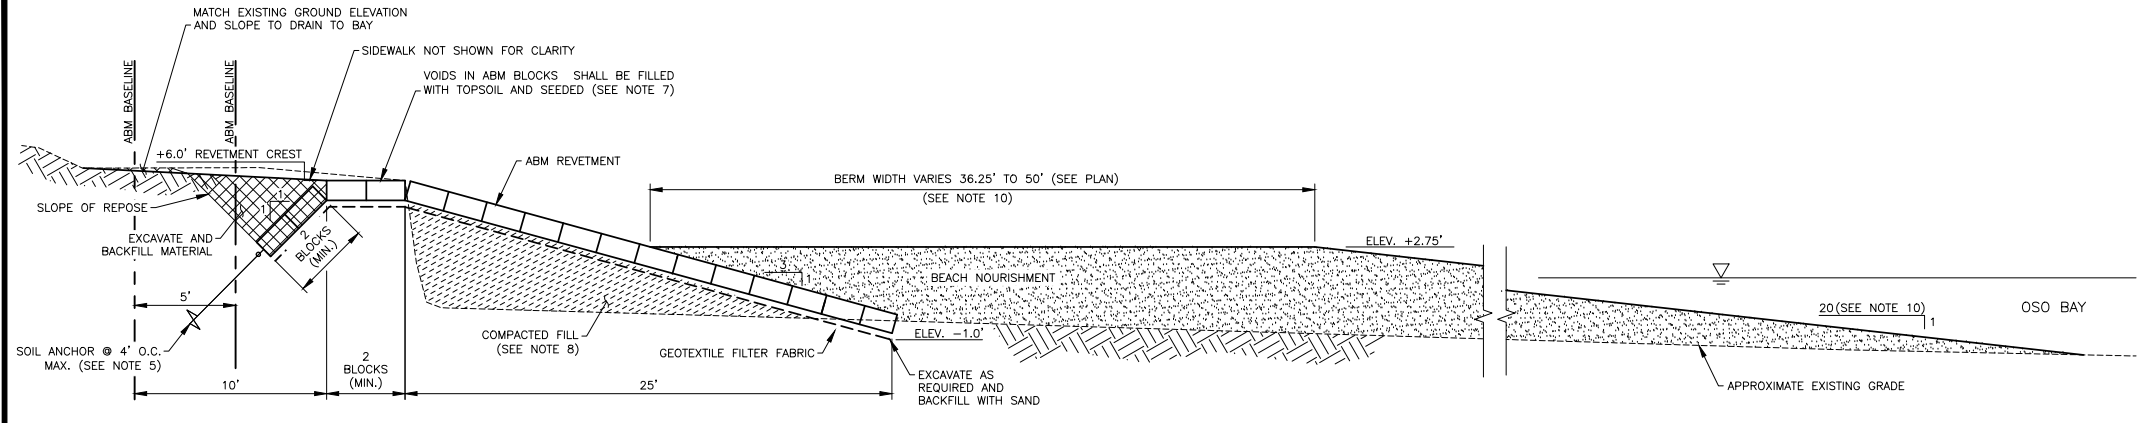 MATCH EXISTING GROUND ELEVATION
AND SLOPE TO DRAIN TO BAY
SIDEWALK NOT SHOWN FOR CLARITY
VOIDS IN ABM BLOCKS SHALL BE FILLED
WITH TOPSOIL AND SEEDED (SEE NOTE 7)
ABM BASELINE
ABM BASELINE
+6.0' REVETMENT CREST
ABM REVETMENT
BERM WIDTH VARIES 36.25' TO 50' (SEE PLAN)
(SEE NOTE 10)
SLOPE OF REPOSE
1
1
EXCAVATE AND
BACKFILL MATERIAL
2
BLOCKS
(MIN.)
ELEV. +2.75'
3
1
BEACH NOURISHMENT
5'
20(SEE NOTE 10)
1
OSO BAY
COMPACTED FILL
(SEE NOTE 8)
ELEV. -1.0'
GEOTEXTILE FILTER FABRIC
SOIL ANCHOR @ 4' O.C.
MAX. (SEE NOTE 5)
2
BLOCKS
(MIN.)
10'
25'
EXCAVATE AS
REQUIRED AND
BACKFILL WITH SAND
APPROXIMATE EXISTING GRADE